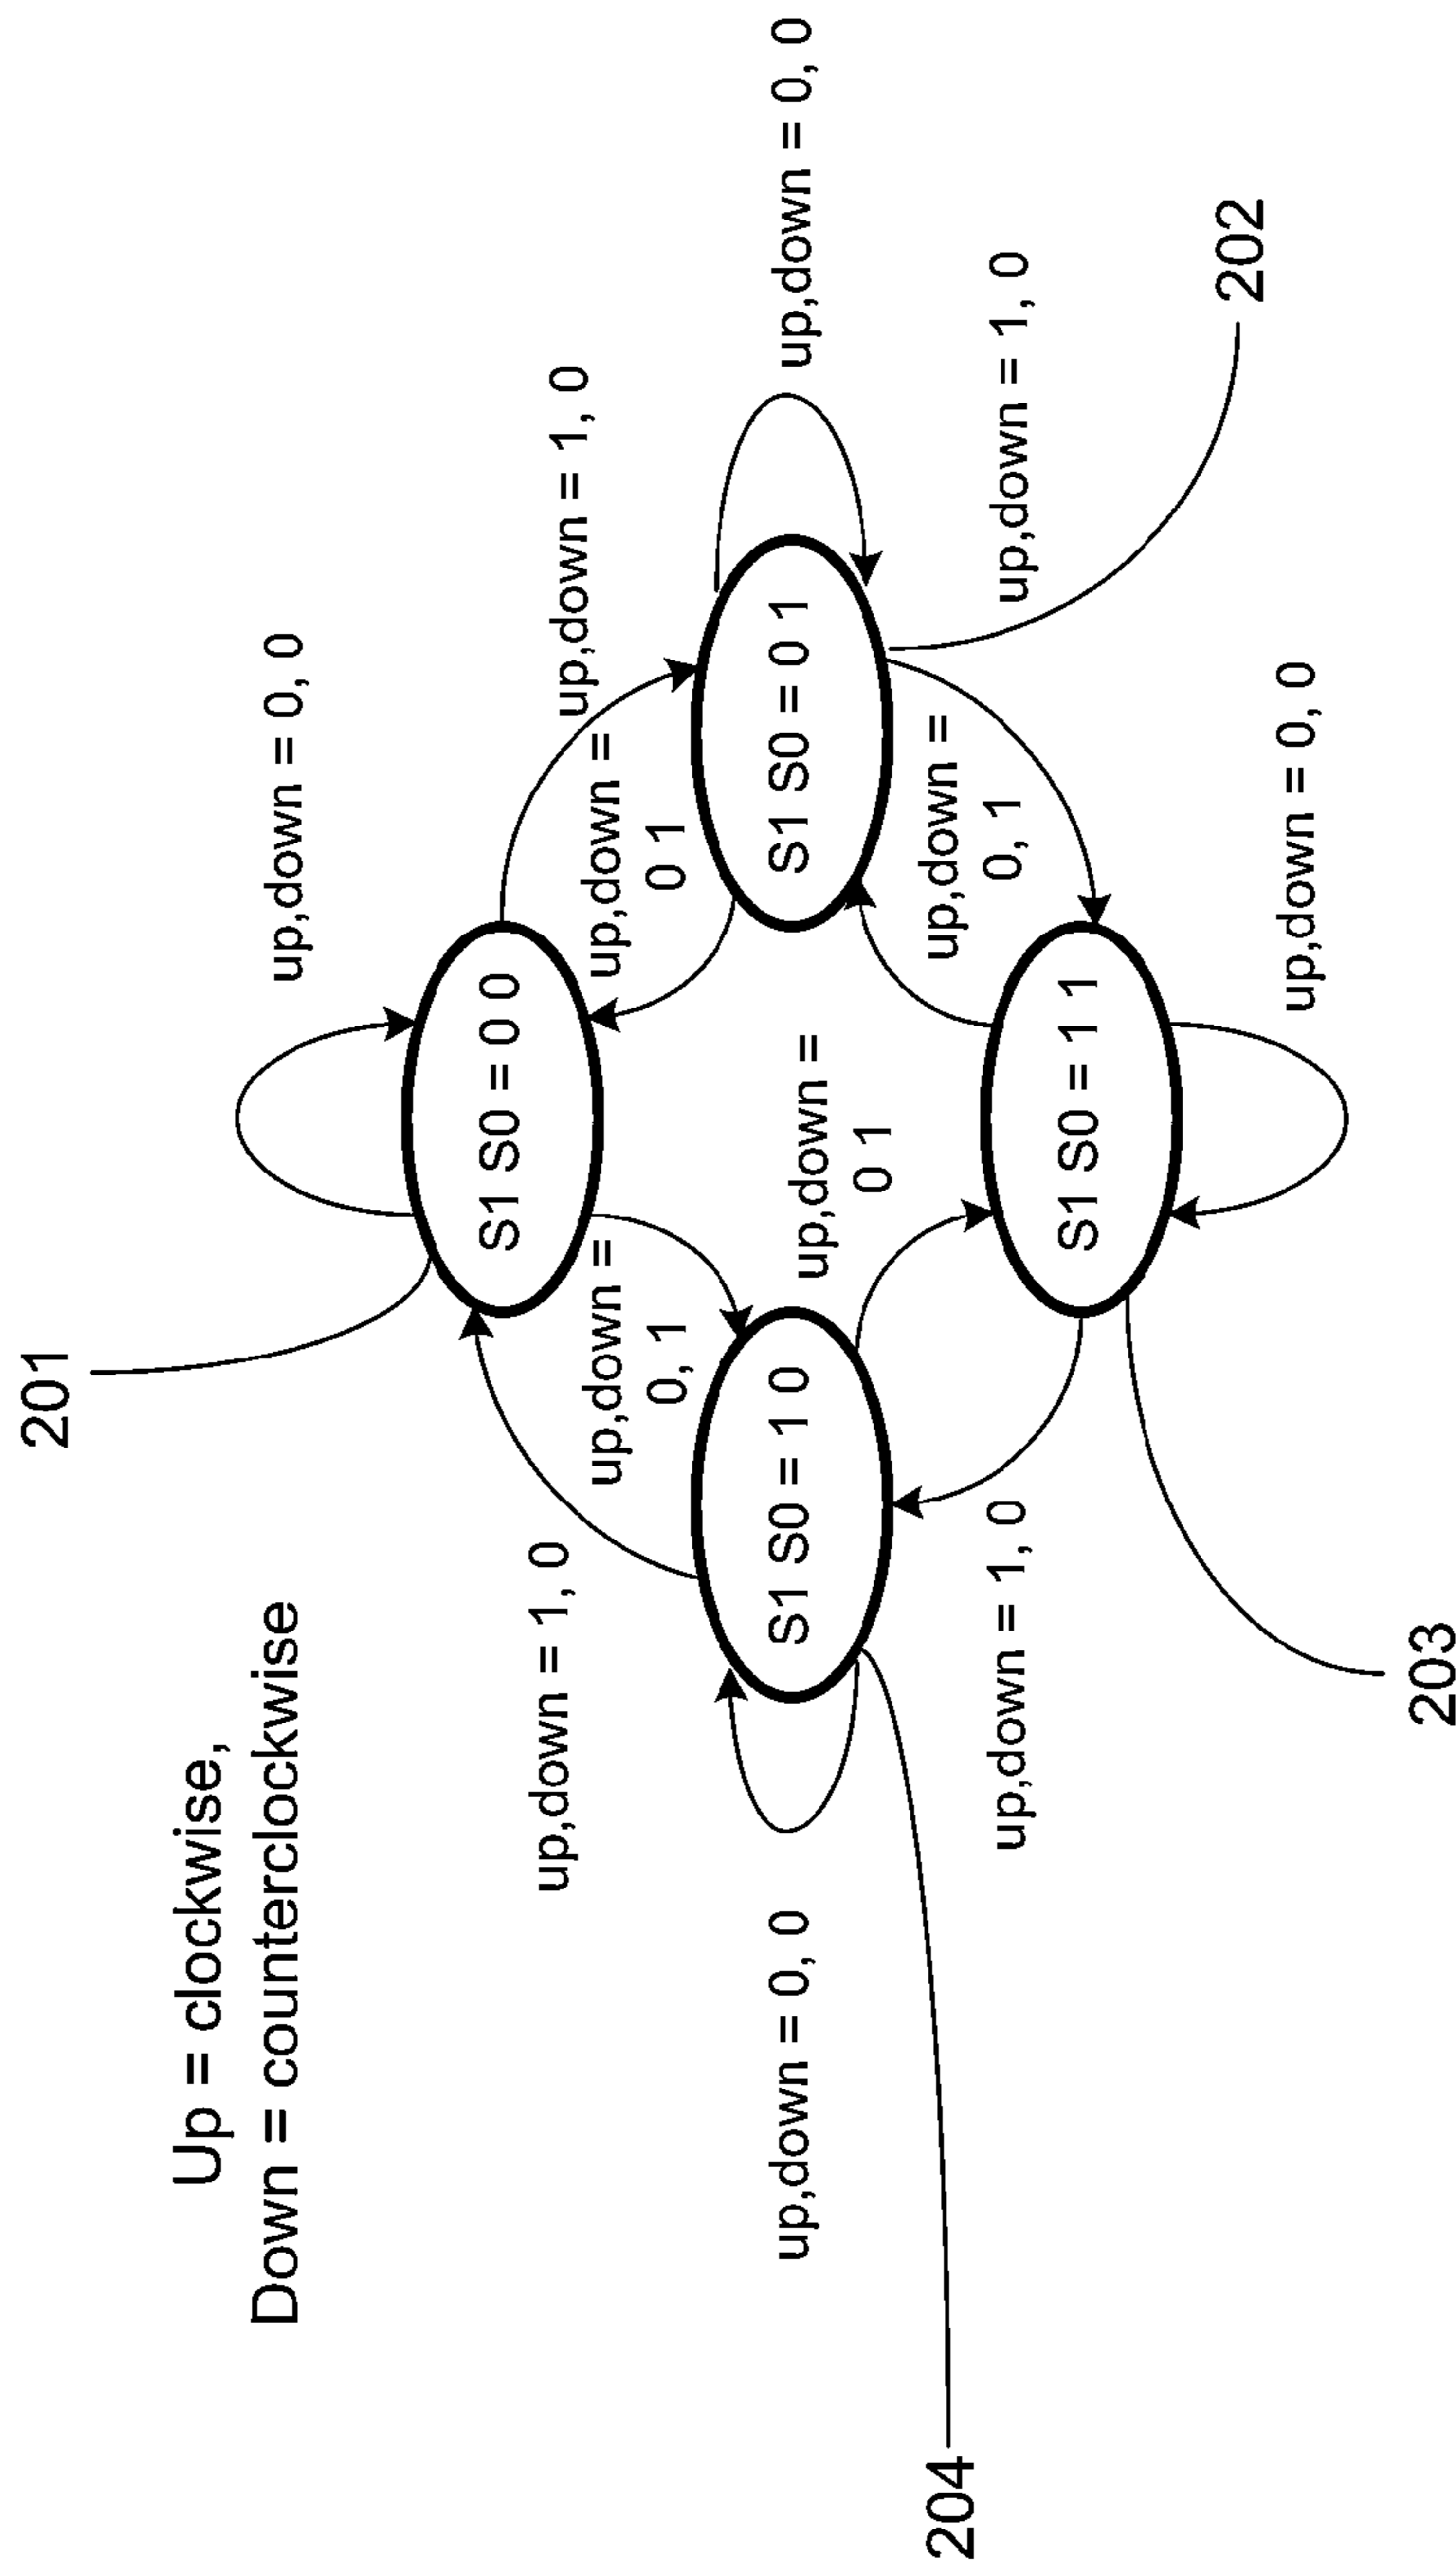 201
Up = clockwise,
Down = counterclockwise
up,down = 0, 0
S1 S0 = 0 0
up,down = 1, 0
up,down = 1, 0
up,down =
0, 1
up,down =
0 1
up,down = 0, 0
S1 S0 = 1 0
up,down =
0 1
S1 S0 = 0 1
up,down = 0, 0
204
up,down =
0, 1
up,down = 1, 0
up,down = 1, 0
S1 S0 = 1 1
202
up,down = 0, 0
203